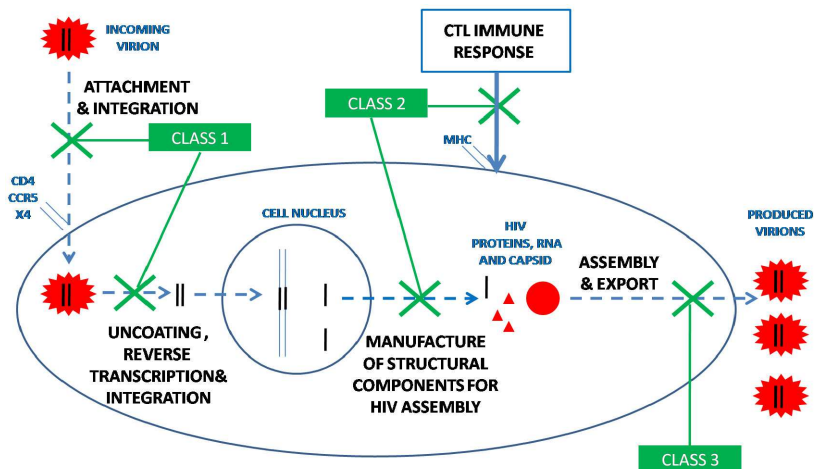 INCOMING
VIRION
CTL IMMUNE
RESPONSE
ATTACHMENT
& INTEGRATION
CLASS 1
CLASS 2
MHC
CD4
CCR5
X4
CELL NUCLEUS
HIV
PROTEINS, RNA
AND CAPSID
PRODUCED
VIRIONS
ASSEMBLY
& EXPORT
UNCOATING ,
REVERSE
TRANSCRIPTION&
INTEGRATION
MANUFACTURE
OF STRUCTURAL
COMPONENTS FOR
HIV ASSEMBLY
CLASS 3